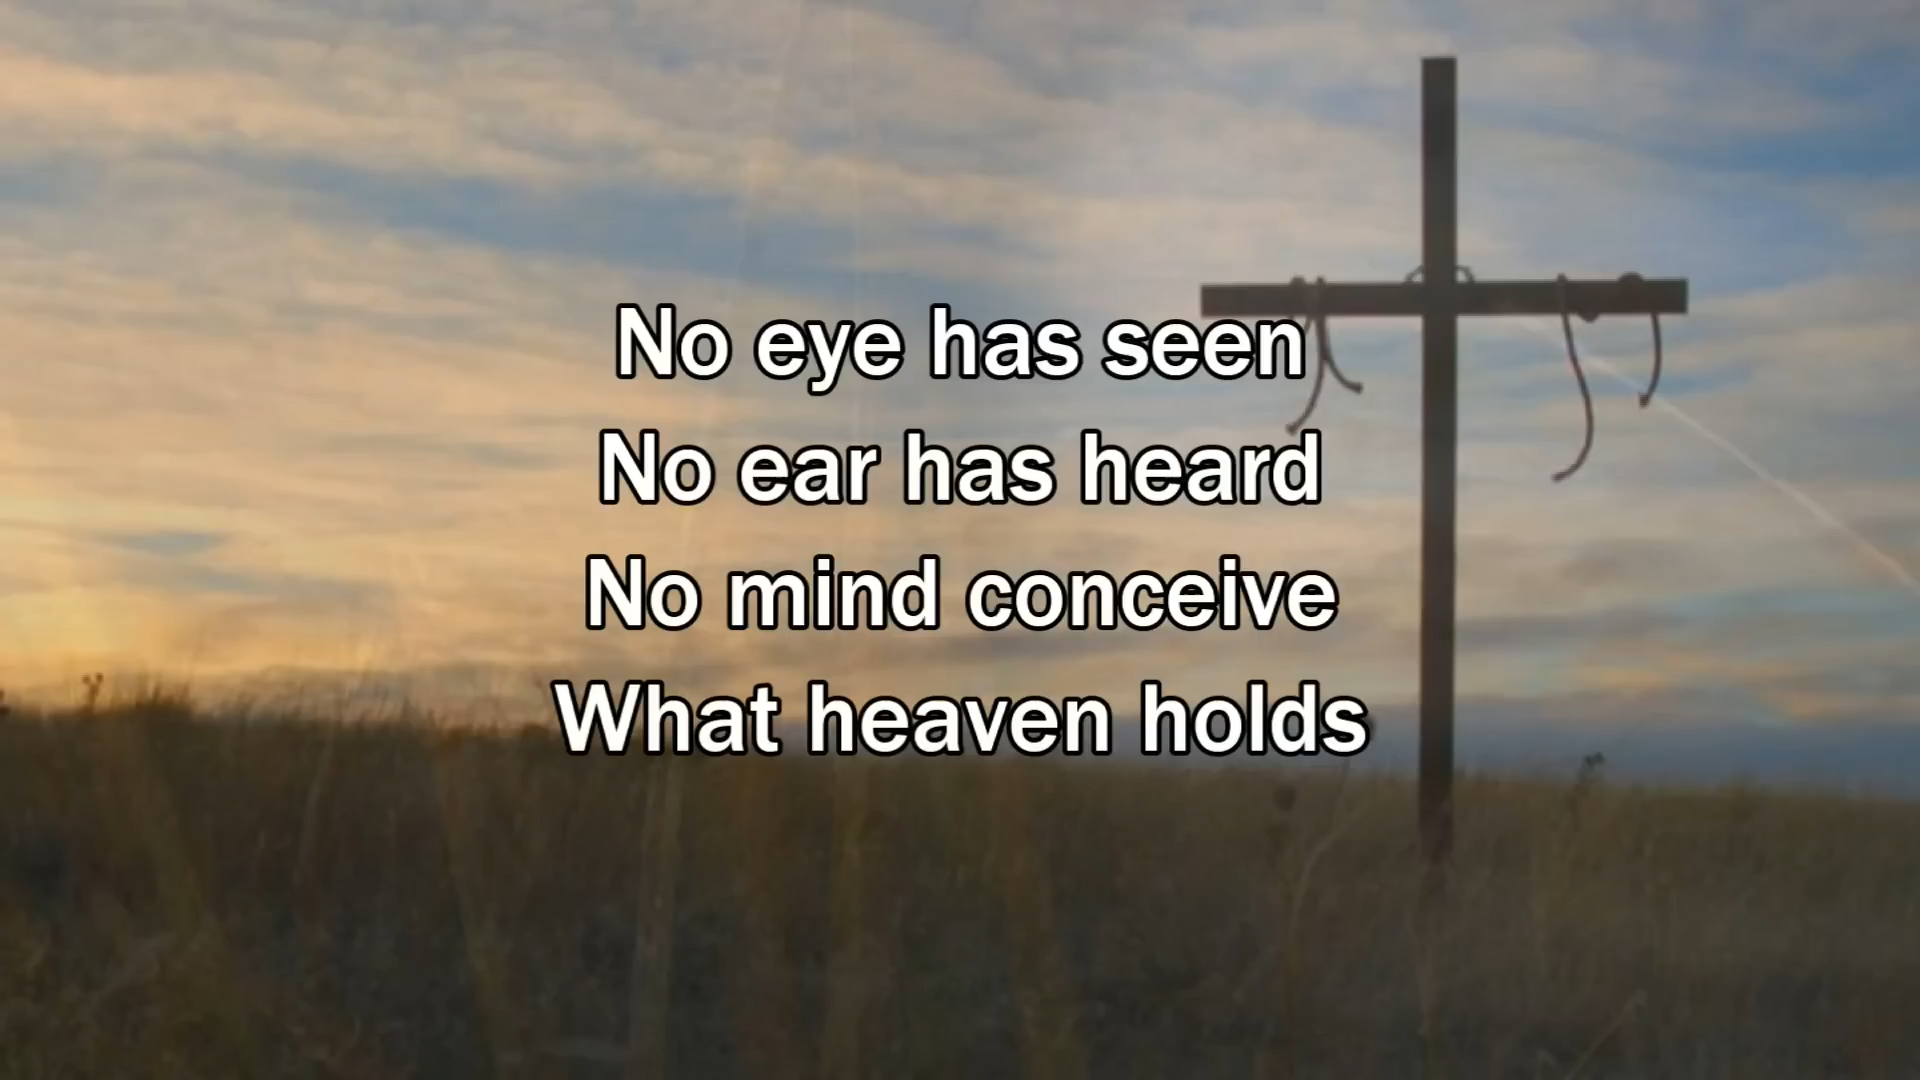 No eye has seen
No ear has heard
No mind conceive
What heaven holds